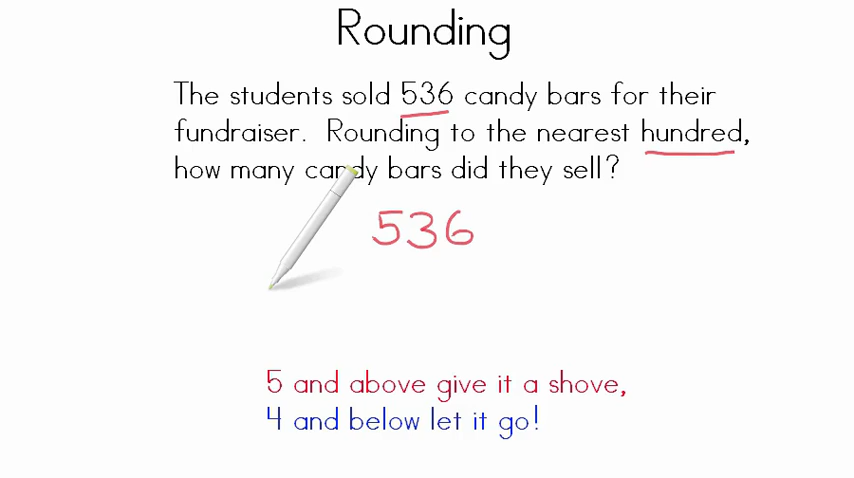 Rounding
The students sold 536 candy bars for their
fundraiser. Rounding to the nearest hundred,
how many candy bars did they sell?
536
5 and above give it a shove,
4 and below let it go!